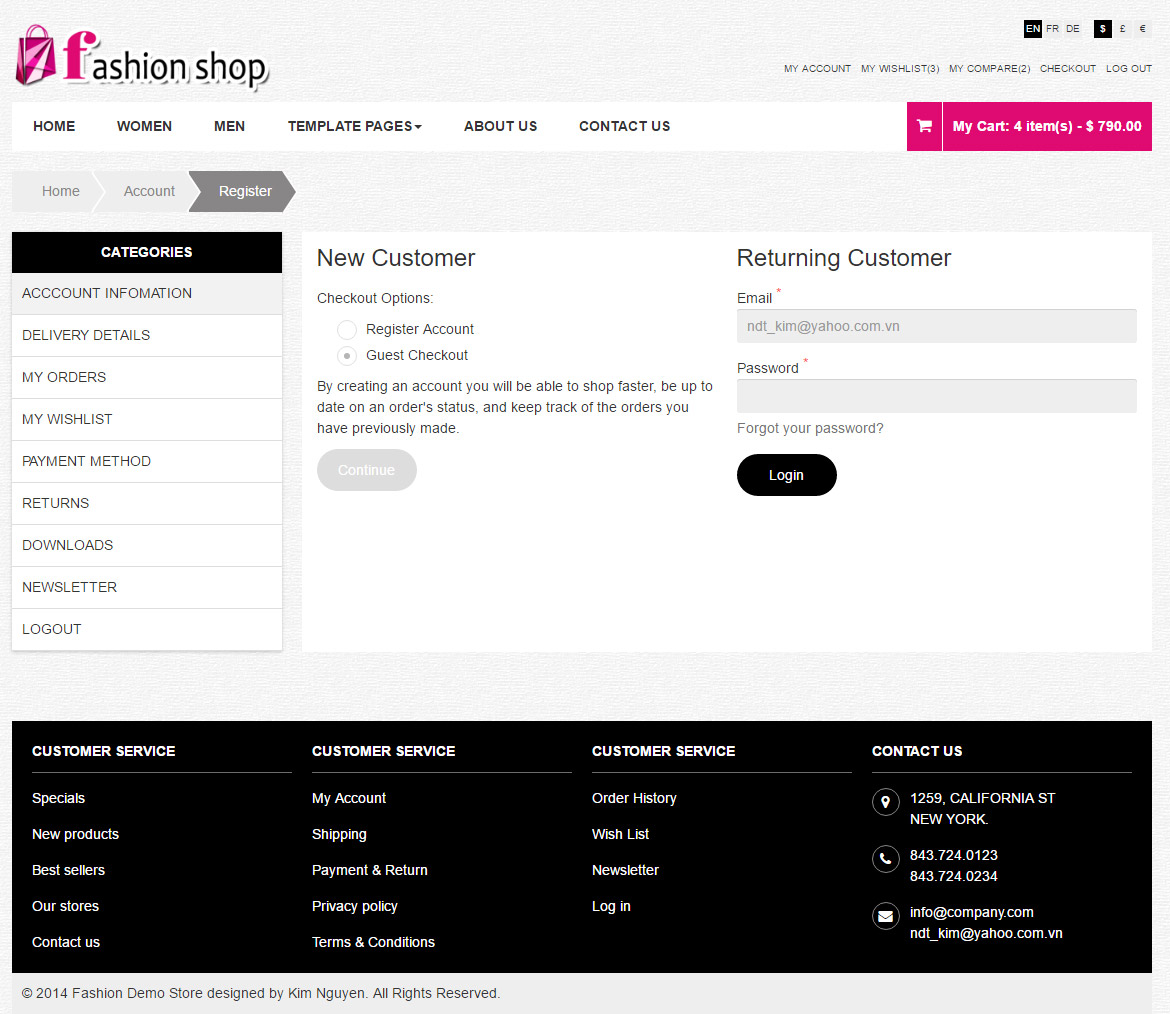 fashion shop
EN FR DE $ £ €
MY ACCOUNT MY WISHLIST(3) MY COMPARE(2) CHECKOUT LOG OUT
HOME WOMEN MEN TEMPLATE PAGES ABOUT US CONTACT US
My Cart: 4 item(s) - $ 790.00
Home Account Register
CATEGORIES
ACCCOUNT INFOMATION
DELIVERY DETAILS
MY ORDERS
MY WISHLIST
PAYMENT METHOD
RETURNS
DOWNLOADS
NEWSLETTER
LOGOUT
New Customer
Checkout Options:
Register Account
Guest Checkout
By creating an account you will be able to shop faster, be up to
date on an order's status, and keep track of the orders you
have previously made.
Continue
Returning Customer
Email *
ndt_kim@yahoo.com.vn
Password *
Forgot your password?
Login
CUSTOMER SERVICE
Specials
New products
Best sellers
Our stores
Contact us
CUSTOMER SERVICE
My Account
Shipping
Payment & Return
Privacy policy
Terms & Conditions
CUSTOMER SERVICE
Order History
Wish List
Newsletter
Log in
CONTACT US
1259, CALIFORNIA ST
NEW YORK.
843.724.0123
843.724.0234
info@company.com
ndt_kim@yahoo.com.vn
© 2014 Fashion Demo Store designed by Kim Nguyen. All Rights Reserved.